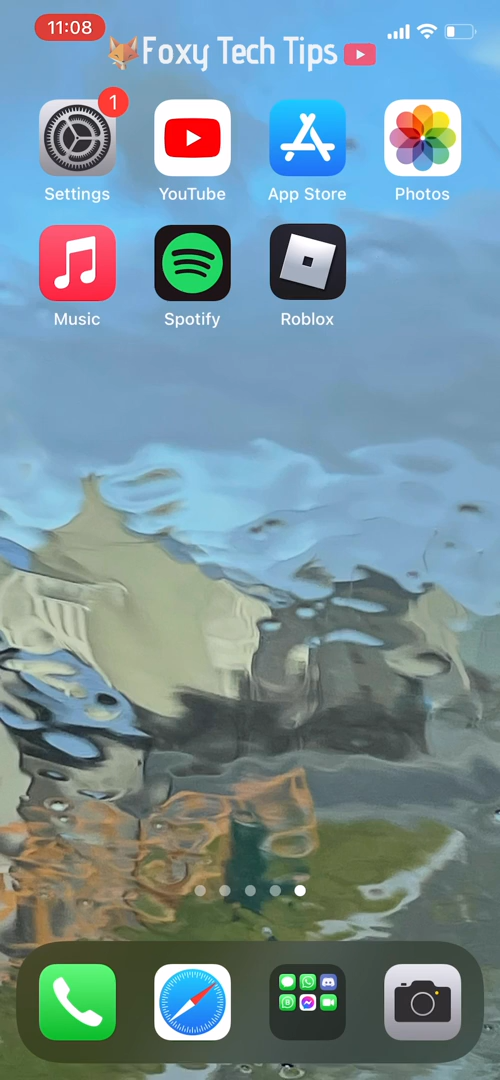 11:08
Foxy Tech Tips
1
Settings YouTube App Store Photos
Music Spotify Roblox